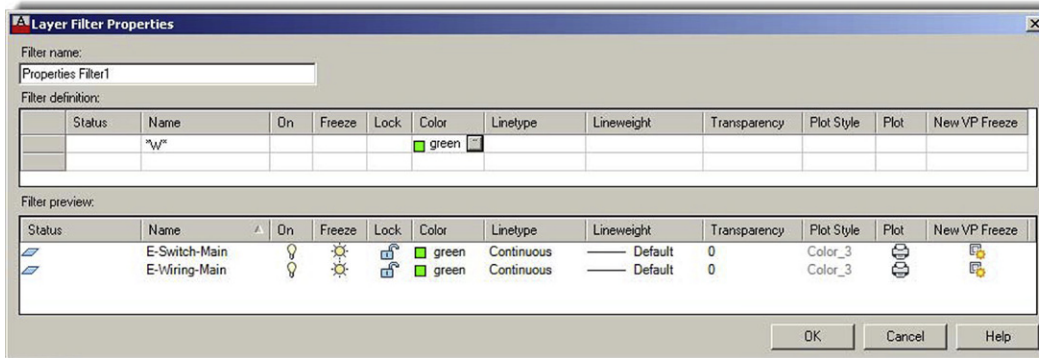 Layer Filter Properties
Filter name:
Properties Filter1
Filter definition:
Status Name On Freeze Lock Color Linetype Lineweight Transparency Plot Style Plot New VP Freeze
*W* green
Filter preview:
Status Name On Freeze Lock Color Linetype Lineweight Transparency Plot Style Plot New VP Freeze
E-Switch-Main green Continuous Default 0 Color_3
E-Wiring-Main green Continuous Default 0 Color_3
OK Cancel Help